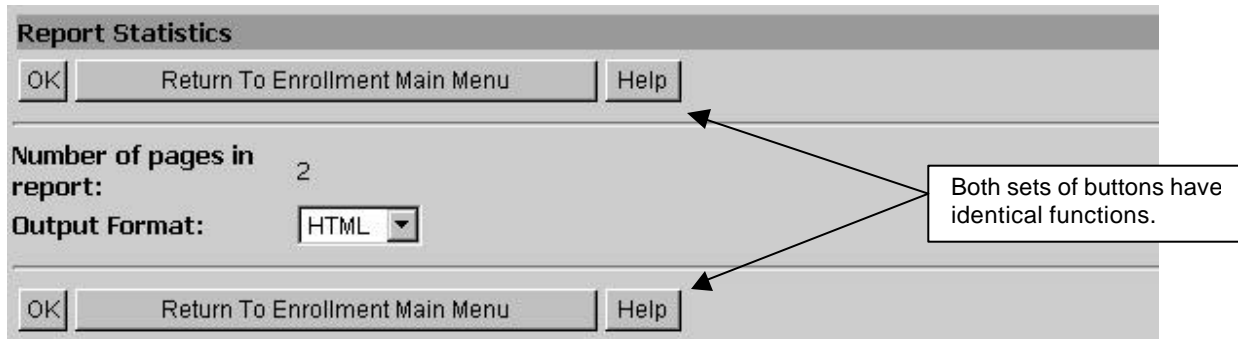 Report Statistics
OK Return To Enrollment Main Menu Help
Number of pages in
report: 2
Output Format: HTML
Both sets of buttons have
identical functions.
OK Return To Enrollment Main Menu Help